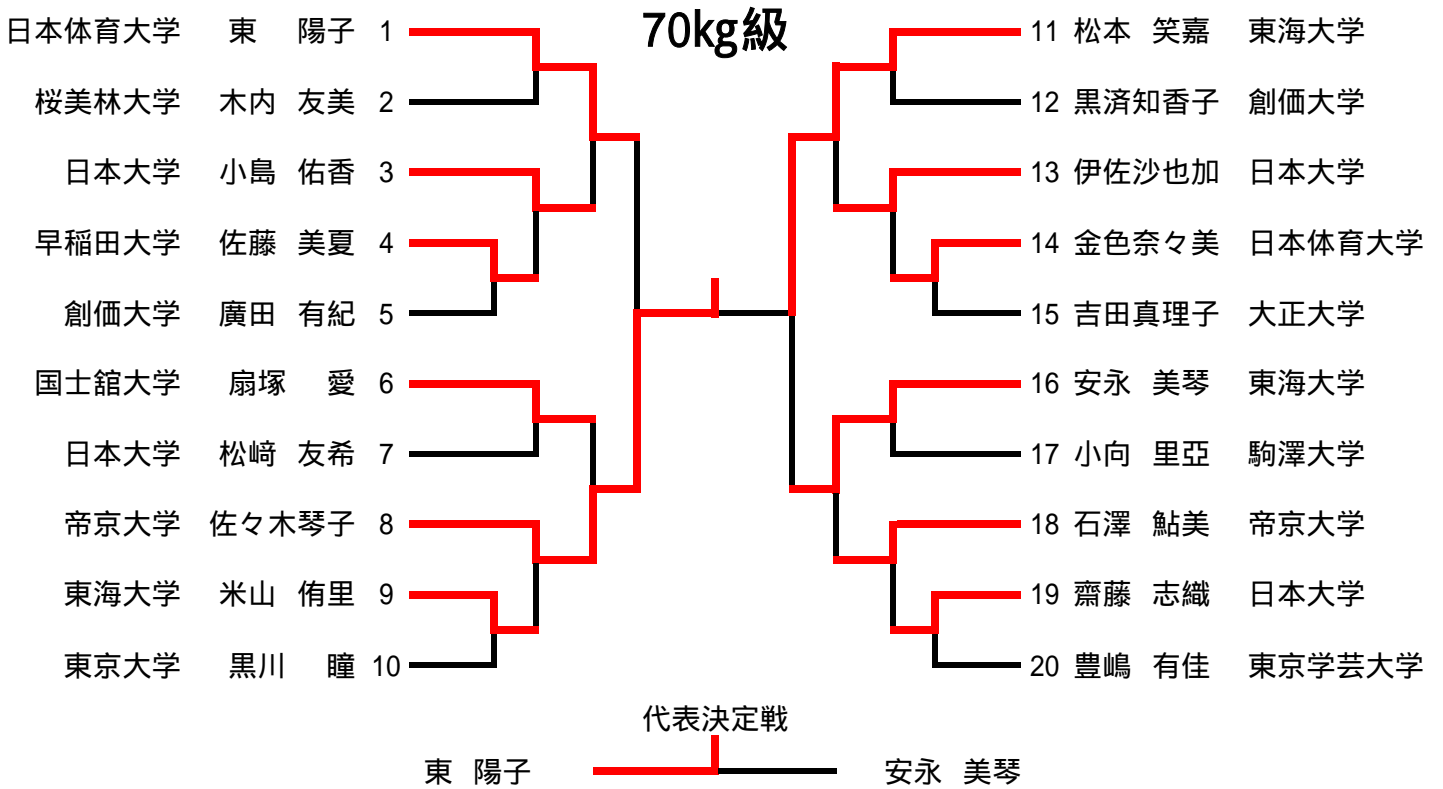 70kg級
日本体育大学 東 陽子 1
桜美林大学 木内 友美 2
日本大学 小島 佑香 3
早稲田大学 佐藤 美夏 4
創価大学 廣田 有紀 5
国士舘大学 扇塚 愛 6
日本大学 松﨑 友希 7
帝京大学 佐々木琴子 8
東海大学 米山 侑里 9
東京大学 黒川 瞳 10
11 松本 笑嘉 東海大学
12 黒済知香子 創価大学
13 伊佐沙也加 日本大学
14 金色奈々美 日本体育大学
15 吉田真理子 大正大学
16 安永 美琴 東海大学
17 小向 里亞 駒澤大学
18 石澤 鮎美 帝京大学
19 齋藤 志織 日本大学
20 豊嶋 有佳 東京学芸大学
代表決定戦
東 陽子 安永 美琴